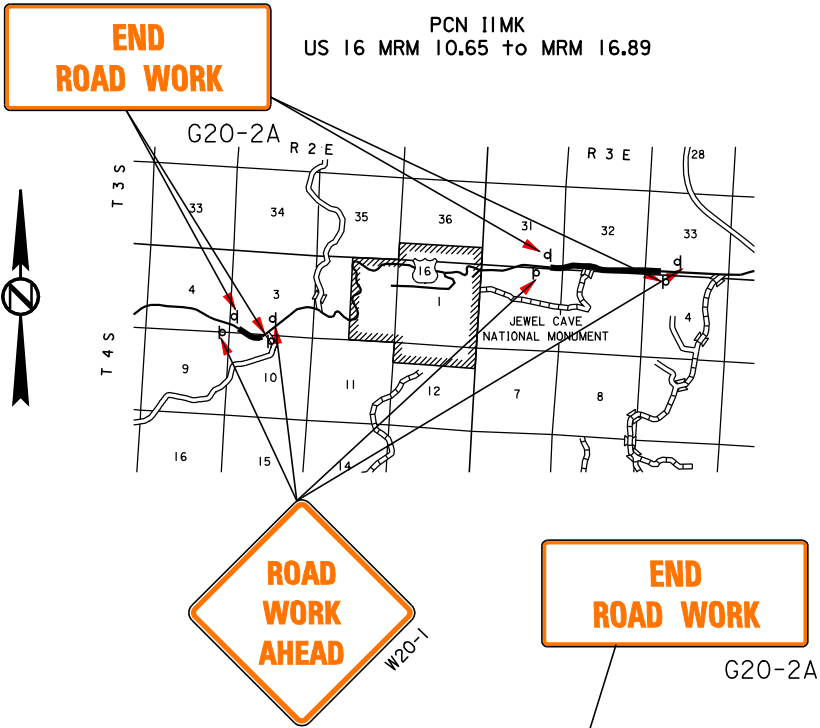 END
ROAD WORK
PCN I1MK
US 16 MRM 10.65 to MRM 16.89
G20-2A
R 2 E
R 3 E
28
T 3 S
33
34
35
36
31
32
33
16
N
4
3
1
JEWEL CAVE
NATIONAL MONUMENT
4
T 4 S
9
10
11
12
7
8
16
15
14
ROAD
WORK
AHEAD
W20-1
END
ROAD WORK
G20-2A